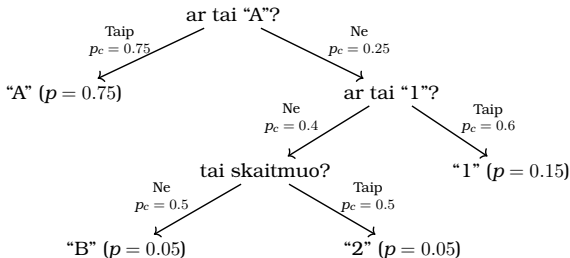 ar tai “A”?
Taip
p_c = 0.75
Ne
p_c = 0.25
“A” (p = 0.75)
ar tai “1”?
Ne
p_c = 0.4
Taip
p_c = 0.6
tai skaitmuo?
“1” (p = 0.15)
Ne
p_c = 0.5
Taip
p_c = 0.5
“B” (p = 0.05)
“2” (p = 0.05)